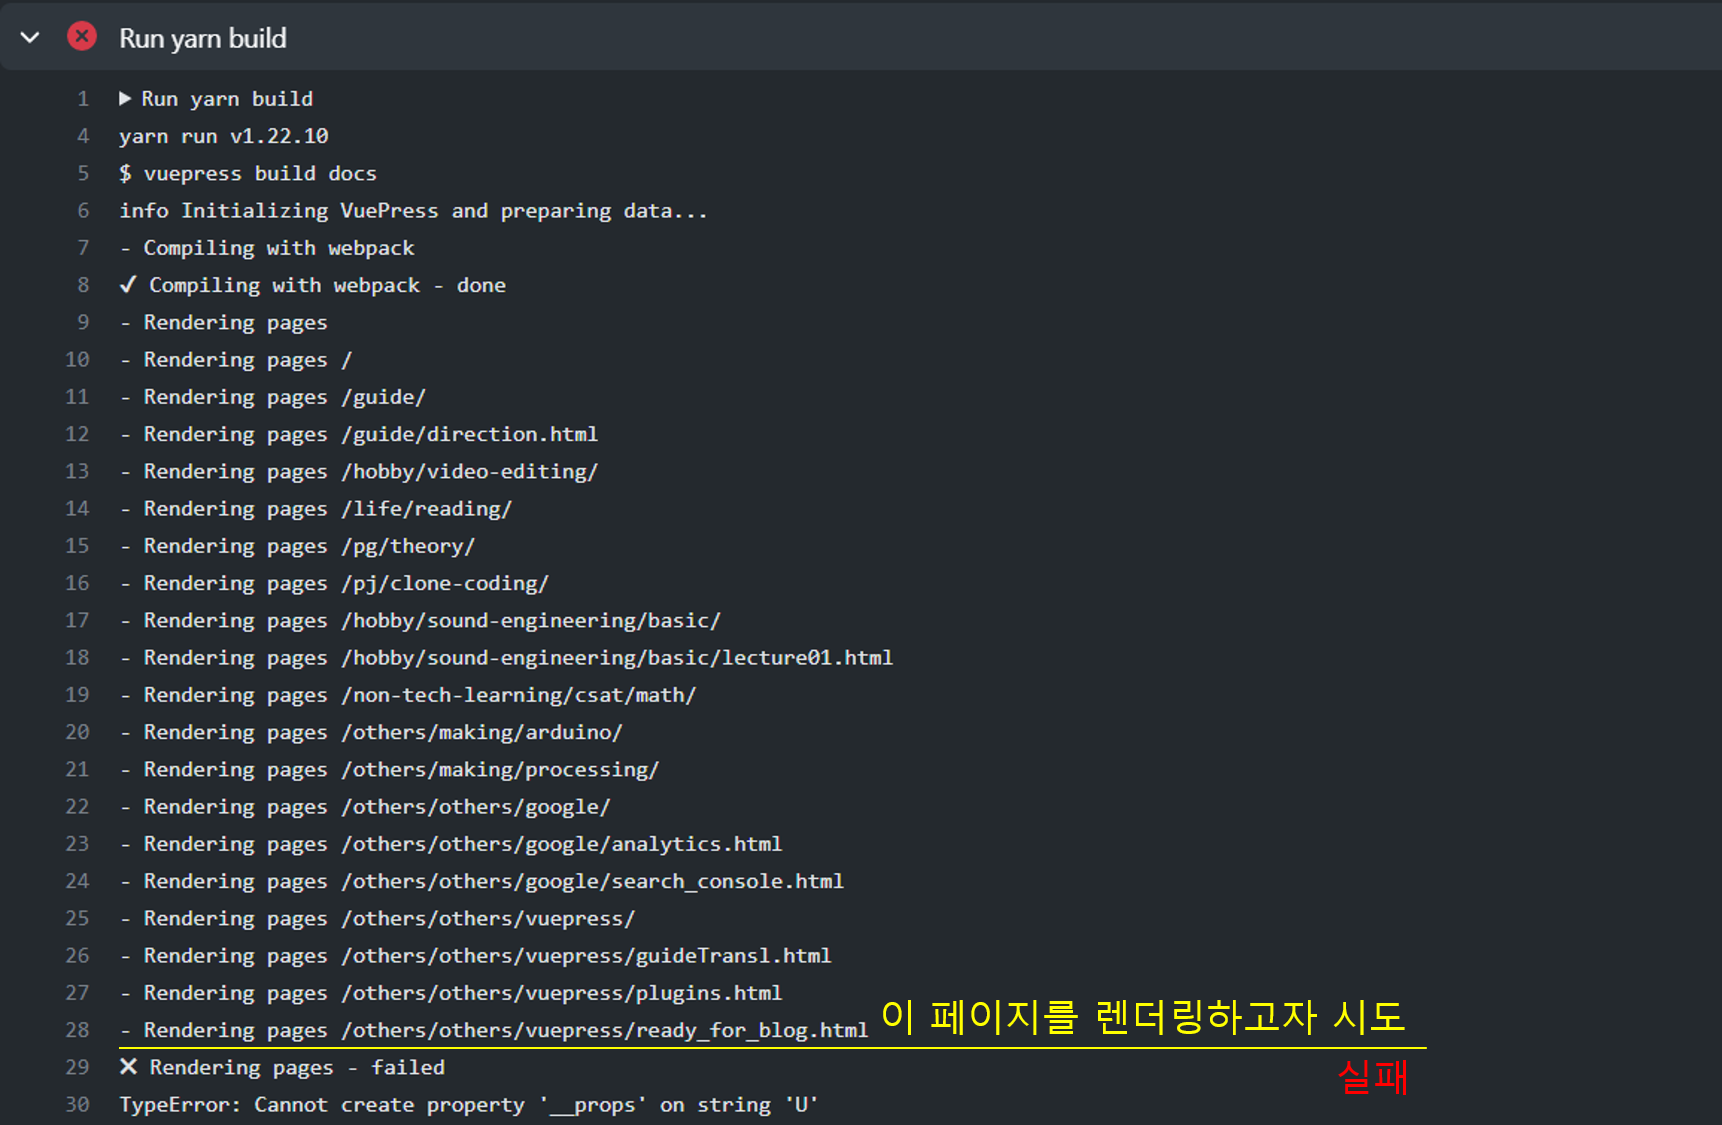 Run yarn build
1 ▶ Run yarn build
4 yarn run v1.22.10
5 $ vuepress build docs
6 info Initializing VuePress and preparing data...
7 - Compiling with webpack
8 ✓ Compiling with webpack - done
9 - Rendering pages
10 - Rendering pages /
11 - Rendering pages /guide/
12 - Rendering pages /guide/direction.html
13 - Rendering pages /hobby/video-editing/
14 - Rendering pages /life/reading/
15 - Rendering pages /pg/theory/
16 - Rendering pages /pj/clone-coding/
17 - Rendering pages /hobby/sound-engineering/basic/
18 - Rendering pages /hobby/sound-engineering/basic/lecture01.html
19 - Rendering pages /non-tech-learning/csat/math/
20 - Rendering pages /others/making/arduino/
21 - Rendering pages /others/making/processing/
22 - Rendering pages /others/others/google/
23 - Rendering pages /others/others/google/analytics.html
24 - Rendering pages /others/others/google/search_console.html
25 - Rendering pages /others/others/vuepress/
26 - Rendering pages /others/others/vuepress/guideTransl.html
27 - Rendering pages /others/others/vuepress/plugins.html
28 - Rendering pages /others/others/vuepress/ready_for_blog.html 이 페이지를 렌더링하고자 시도
29 ✕ Rendering pages - failed 실패
30 TypeError: Cannot create property '__props' on string 'U'